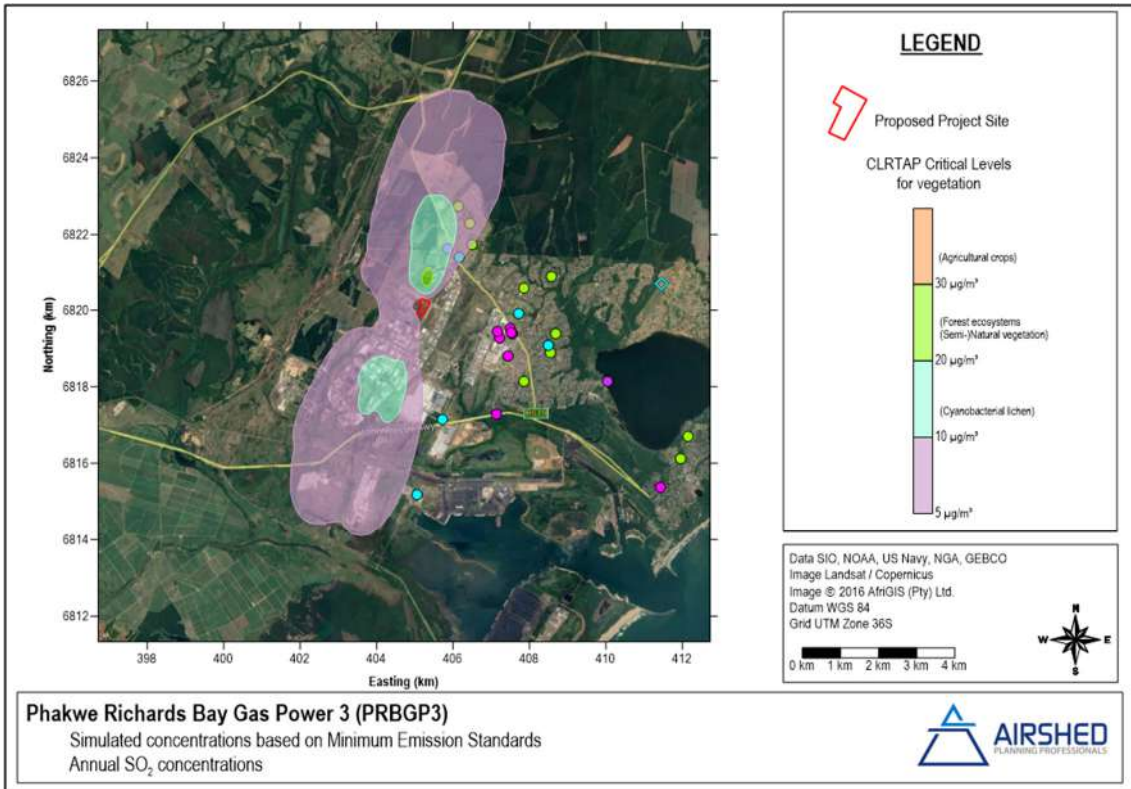 LEGEND
Proposed Project Site
CLRTAP Critical Levels
for vegetation
(Agricultural crops)
30 µg/m³
(Forest ecosystems
(Semi-)Natural vegetation)
20 µg/m³
(Cyanobacterial lichen)
10 µg/m³
5 µg/m³
Northing (km)
6826
6824
6822
6820
6818
6816
6814
6812
398
400
402
404
406
408
410
412
Easting (km)
Data SIO, NOAA, US Navy, NGA, GEBCO
Image Landsat / Copernicus
Image © 2016 AfriGIS (Pty) Ltd.
Datum WGS 84
Grid UTM Zone 36S
N
W E
S
0 km 1 km 2 km 3 km 4 km
Phakwe Richards Bay Gas Power 3 (PRBGP3)
Simulated concentrations based on Minimum Emission Standards
Annual SO₂ concentrations
AIRSHED
PLANNING PROFESSIONALS